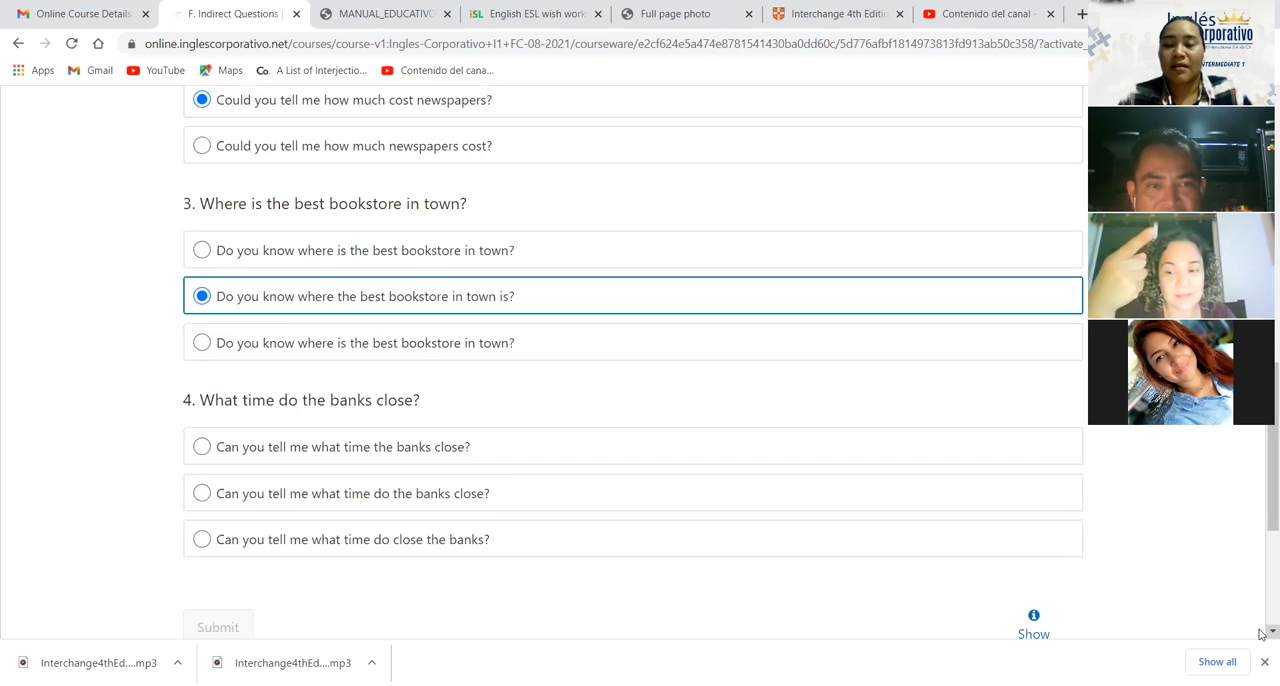 Online Course Details:
F. Indirect Questions |
MANUAL_EDUCATIVO
iSL English ESL wish work
Full page photo
Interchange 4th Editio
Contenido del canal -
online.inglescorporativo.net/courses/course-v1:Ingles-Corporativo+I1+TC-08-2021/courseware/e2cf624e5a474e8781541430ba0dd60c/5d776afbf1814973813fd913ab50c358/?activate_
Apps
Gmail
YouTube
Maps
Co. A List of Interjectio...
Contenido del cana...
Inglés
Corporativo
INTERMEDIATE 1
Could you tell me how much cost newspapers?
Could you tell me how much newspapers cost?
3. Where is the best bookstore in town?
Do you know where is the best bookstore in town?
Do you know where the best bookstore in town is?
Do you know where is the best bookstore in town?
4. What time do the banks close?
Can you tell me what time the banks close?
Can you tell me what time do the banks close?
Can you tell me what time do close the banks?
Submit
Show
Interchange4thEd....mp3
Interchange4thEd....mp3
Show all